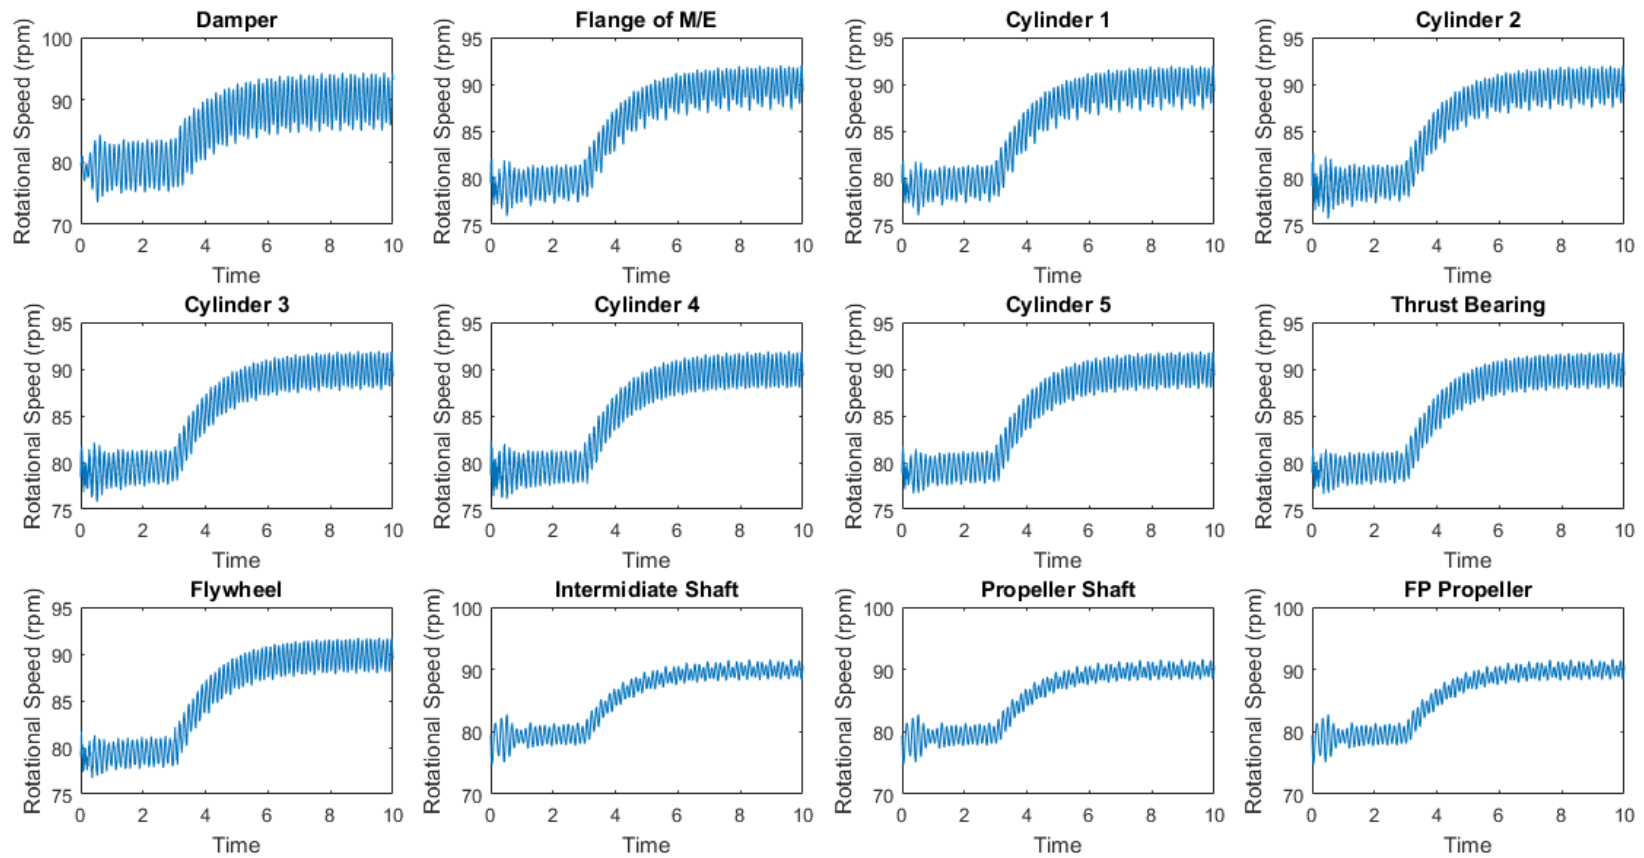 Damper
Rotational Speed (rpm)
100
90
80
70
0 2 4 6 8 10
Time
Flange of M/E
Rotational Speed (rpm)
95
90
85
80
75
0 2 4 6 8 10
Time
Cylinder 1
Rotational Speed (rpm)
95
90
85
80
75
0 2 4 6 8 10
Time
Cylinder 2
Rotational Speed (rpm)
95
90
85
80
75
0 2 4 6 8 10
Time
Cylinder 3
Rotational Speed (rpm)
95
90
85
80
75
0 2 4 6 8 10
Time
Cylinder 4
Rotational Speed (rpm)
95
90
85
80
75
0 2 4 6 8 10
Time
Cylinder 5
Rotational Speed (rpm)
95
90
85
80
75
0 2 4 6 8 10
Time
Thrust Bearing
Rotational Speed (rpm)
95
90
85
80
75
0 2 4 6 8 10
Time
Flywheel
Rotational Speed (rpm)
95
90
85
80
75
0 2 4 6 8 10
Time
Intermidiate Shaft
Rotational Speed (rpm)
100
90
80
70
0 2 4 6 8 10
Time
Propeller Shaft
Rotational Speed (rpm)
100
90
80
70
0 2 4 6 8 10
Time
FP Propeller
Rotational Speed (rpm)
100
90
80
70
0 2 4 6 8 10
Time